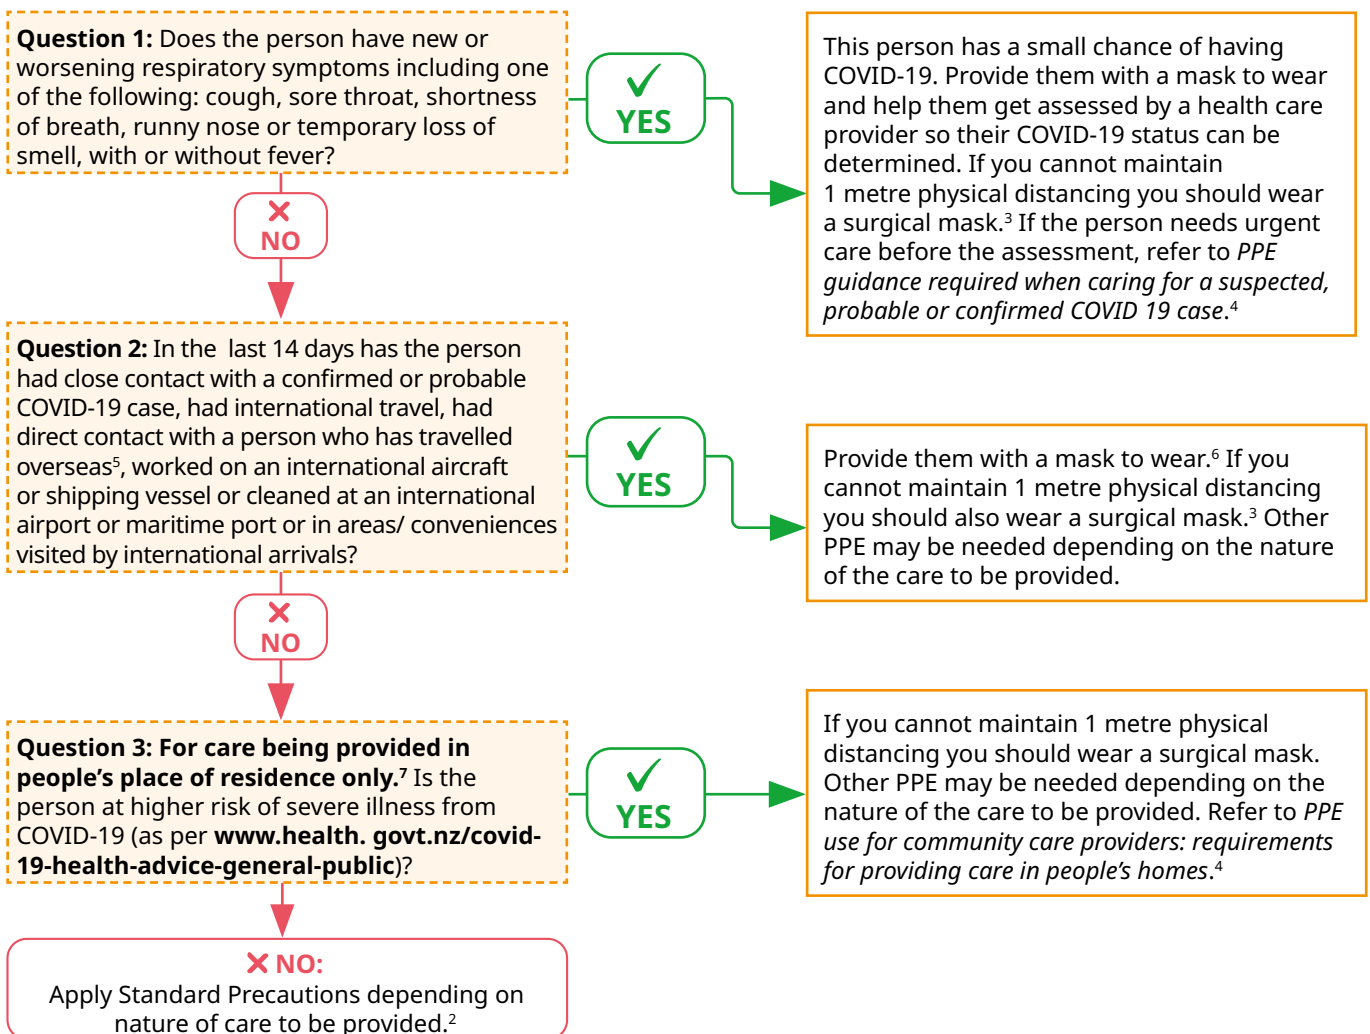 Question 1: Does the person have new or
worsening respiratory symptoms including one
of the following: cough, sore throat, shortness
of breath, runny nose or temporary loss of
smell, with or without fever?
YES
This person has a small chance of having
COVID-19. Provide them with a mask to wear
and help them get assessed by a health care
provider so their COVID-19 status can be
determined. If you cannot maintain
1 metre physical distancing you should wear
a surgical mask.³ If the person needs urgent
care before the assessment, refer to PPE
guidance required when caring for a suspected,
probable or confirmed COVID 19 case.⁴
NO
Question 2: In the last 14 days has the person
had close contact with a confirmed or probable
COVID-19 case, had international travel, had
direct contact with a person who has travelled
overseas⁵, worked on an international aircraft
or shipping vessel or cleaned at an international
airport or maritime port or in areas/ conveniences
visited by international arrivals?
YES
Provide them with a mask to wear.⁶ If you
cannot maintain 1 metre physical distancing
you should also wear a surgical mask.³ Other
PPE may be needed depending on the nature
of the care to be provided.
NO
Question 3: For care being provided in
people’s place of residence only.⁷ Is the
person at higher risk of severe illness from
COVID-19 (as per www.health. govt.nz/covid-
19-health-advice-general-public)?
YES
If you cannot maintain 1 metre physical
distancing you should wear a surgical mask.
Other PPE may be needed depending on the
nature of the care to be provided. Refer to PPE
use for community care providers: requirements
for providing care in people’s homes.⁴
NO:
Apply Standard Precautions depending on
nature of care to be provided.²